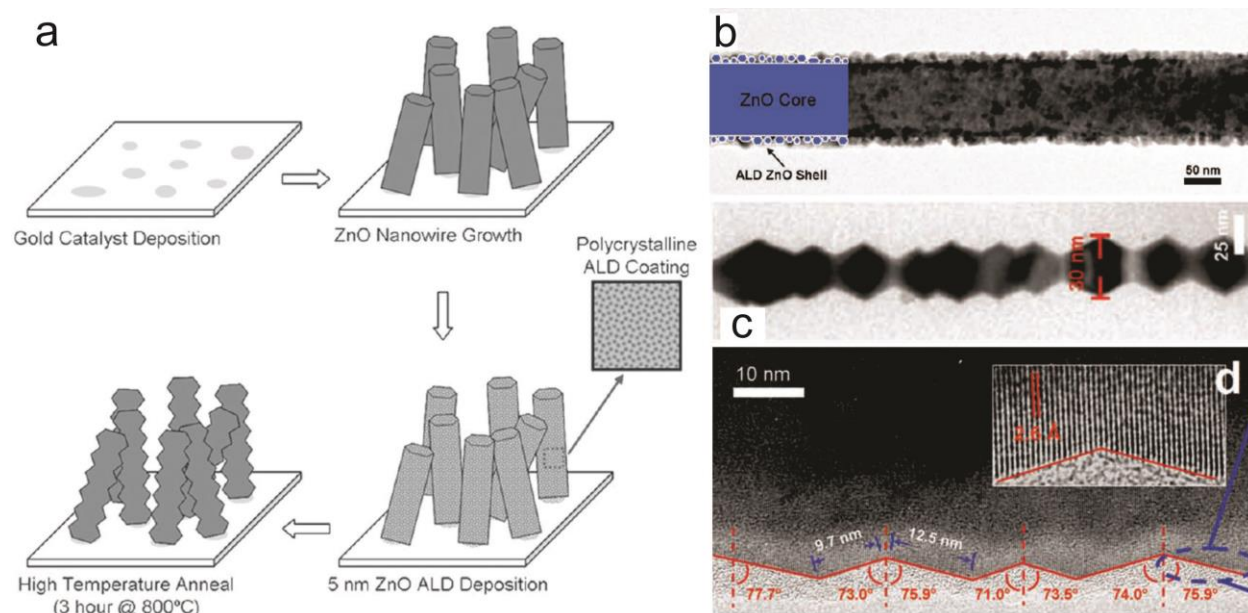 a
Gold Catalyst Deposition
ZnO Nanowire Growth
Polycrystalline
ALD Coating
High Temperature Anneal
(3 hour @ 800ºC)
5 nm ZnO ALD Deposition
b
ZnO Core
ALD ZnO Shell
50 nm
30 nm
25 nm
c
10 nm
d
2.6 Å
9.7 nm
12.5 nm
77.7°
73.0°
75.9°
71.0°
73.5°
74.0°
75.9°